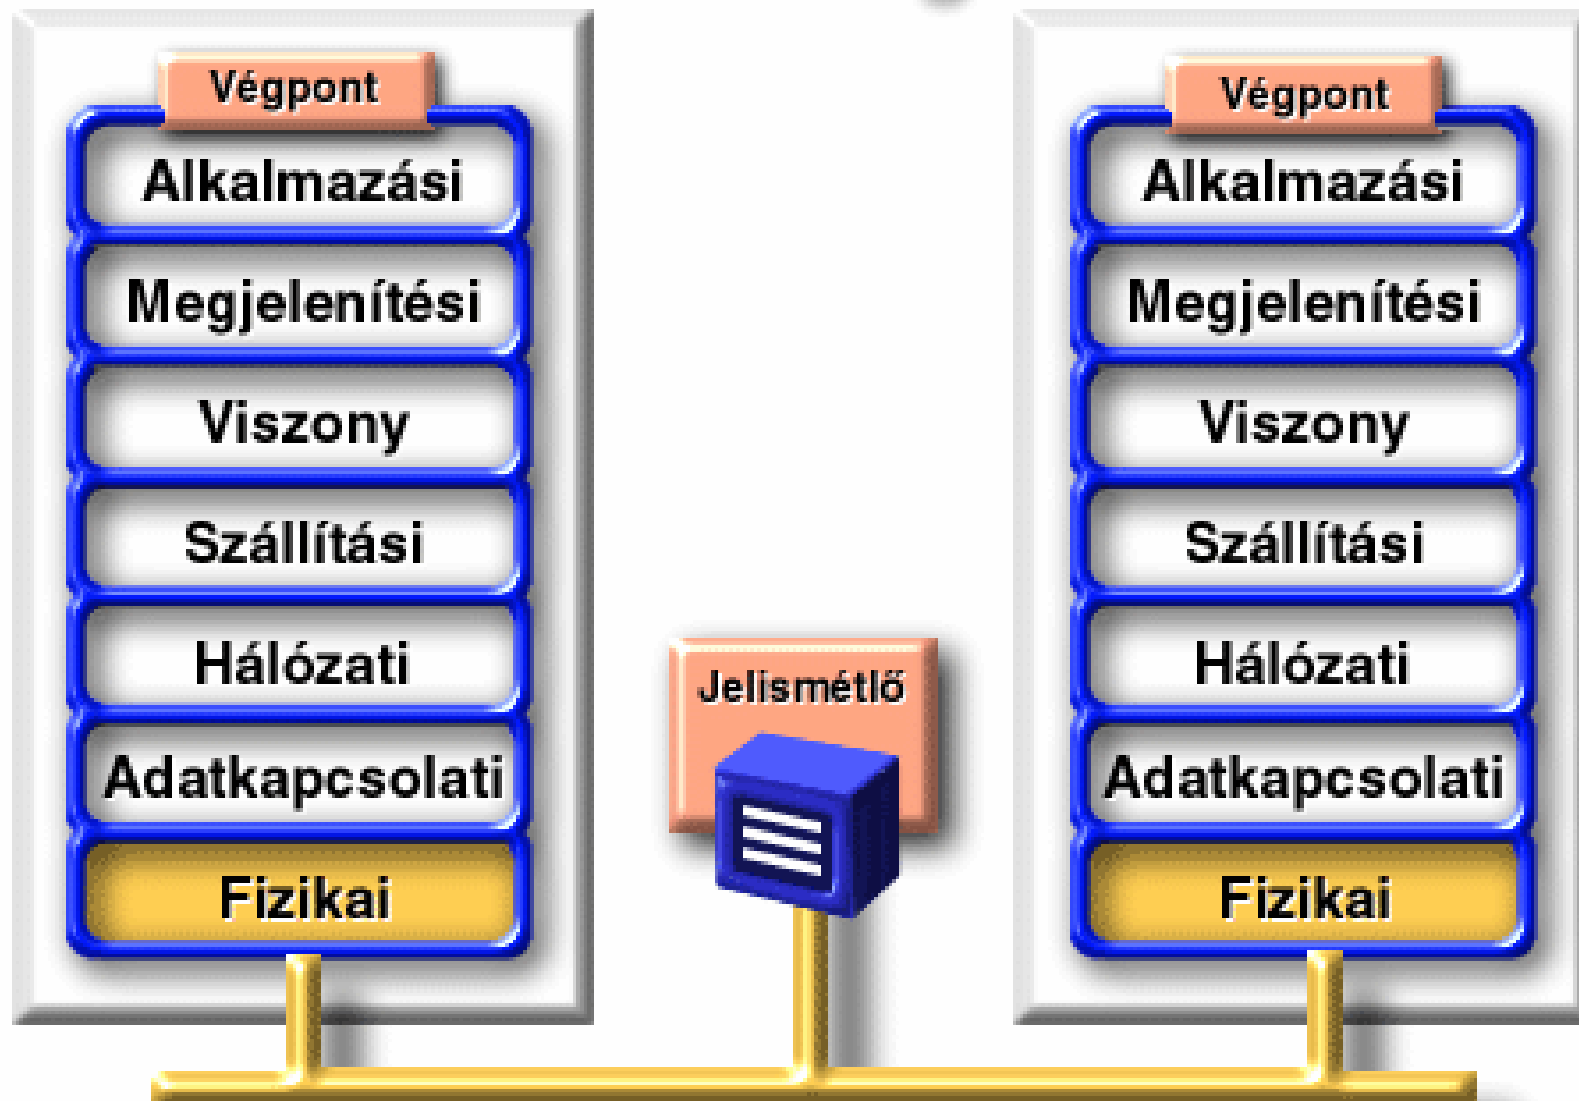 Végpont
Alkalmazási
Megjelenítési
Viszony
Szállítási
Hálózati
Adatkapcsolati
Fizikai
Jelismétlő
Végpont
Alkalmazási
Megjelenítési
Viszony
Szállítási
Hálózati
Adatkapcsolati
Fizikai